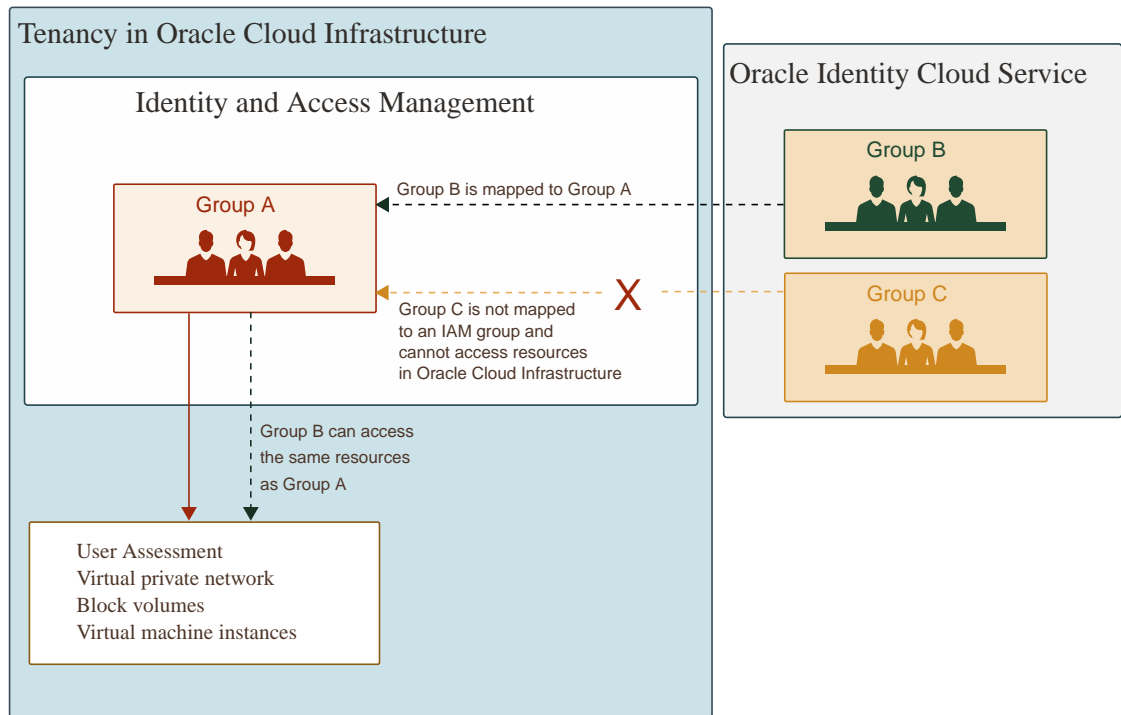 Tenancy in Oracle Cloud Infrastructure
Identity and Access Management
Group A
Group B is mapped to Group A
X
Group C is not mapped
to an IAM group and
cannot access resources
in Oracle Cloud Infrastructure
Group B can access
the same resources
as Group A
User Assessment
Virtual private network
Block volumes
Virtual machine instances
Oracle Identity Cloud Service
Group B
Group C